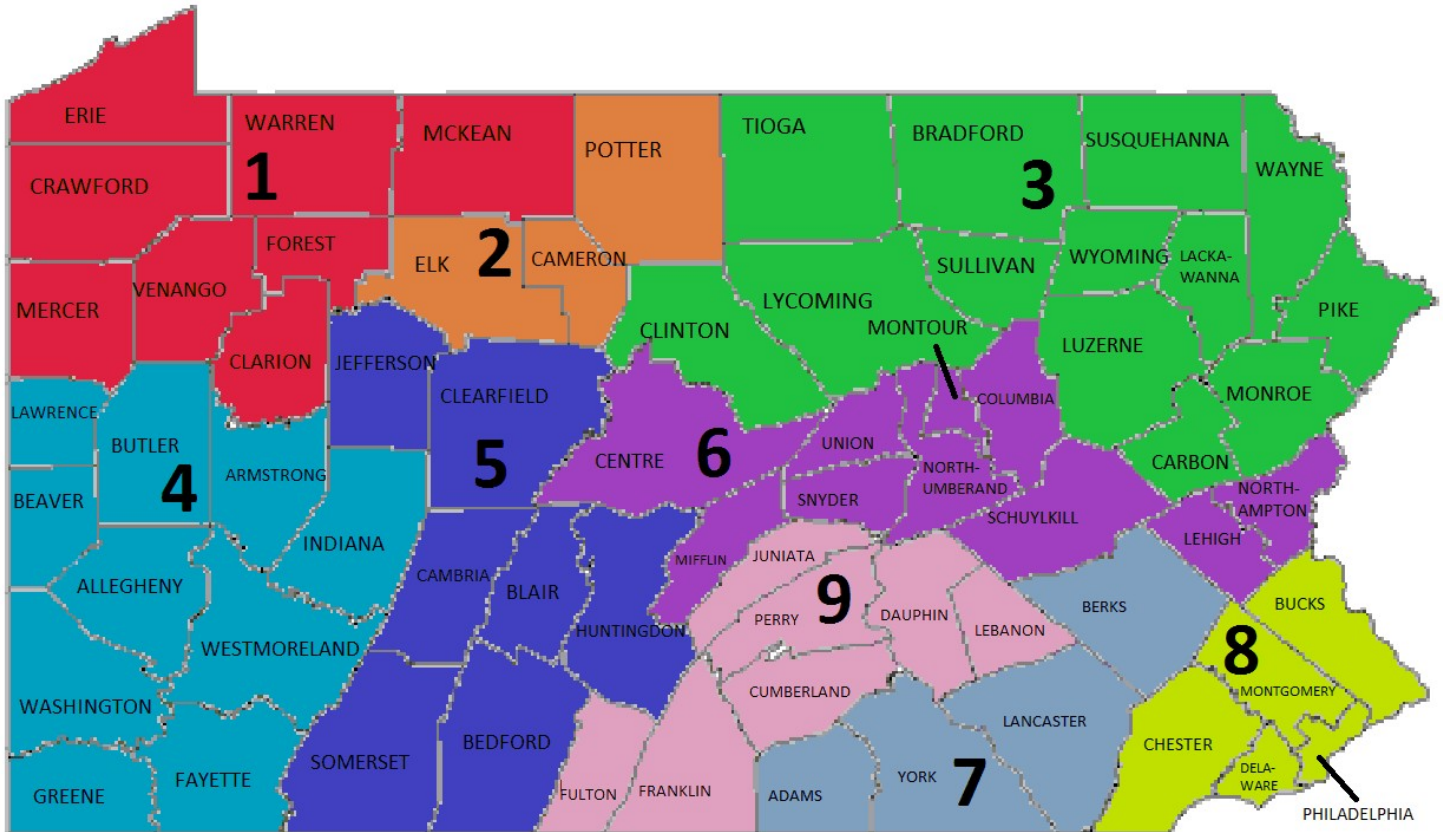 ERIE
WARREN
MCKEAN
POTTER
TIOGA
BRADFORD
SUSQUEHANNA
WAYNE
CRAWFORD
1
3
FOREST
ELK
2
CAMERON
SULLIVAN
WYOMING
LACKA-
WANNA
MERCER
VENANGO
LYCOMING
PIKE
CLINTON
MONTOUR
LUZERNE
CLARION
JEFFERSON
CLEARFIELD
COLUMBIA
MONROE
LAWRENCE
BUTLER
ARMSTRONG
5
CENTRE
6
UNION
CARBON
BEAVER
4
SNYDER
NORTH-
UMBERLAND
NORTH-
AMPTON
SCHUYLKILL
LEHIGH
INDIANA
ALLEGHENY
CAMBRIA
BLAIR
MIFFLIN
JUNIATA
BERKS
BUCKS
PERRY
9
DAUPHIN
LEBANON
HUNTINGDON
WESTMORELAND
8
CUMBERLAND
MONTGOMERY
WASHINGTON
LANCASTER
CHESTER
BEDFORD
SOMERSET
FAYETTE
GREENE
FULTON
FRANKLIN
ADAMS
YORK
7
DELA-
WARE
PHILADELPHIA